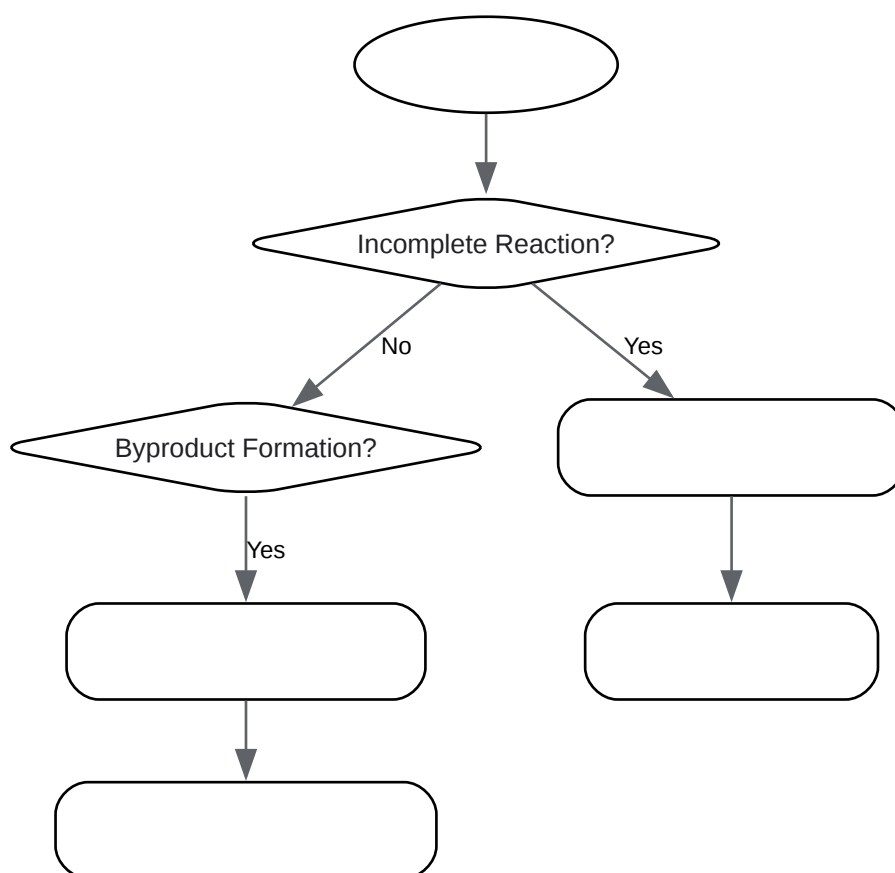 Incomplete Reaction?
No
Yes
Byproduct Formation?
Yes